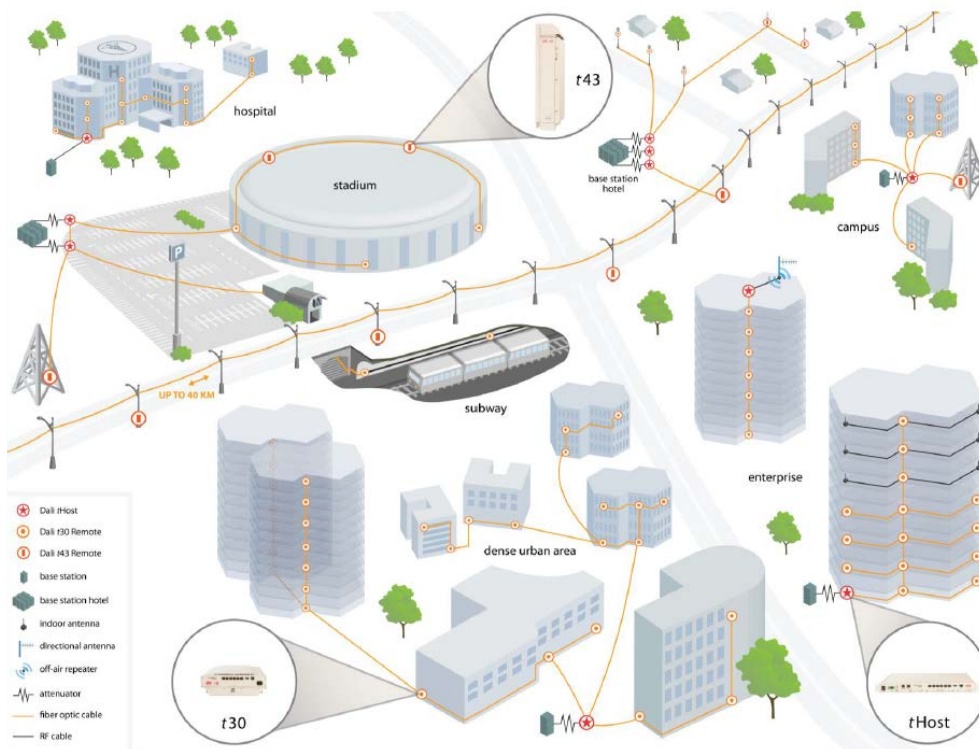 hospital
H
t43
stadium
base station
hotel
campus
P
UP TO 40 KM
subway
enterprise
dense urban area
t30
tHost
Dali tHost
Dali t30 Remote
Dali t43 Remote
base station
base station hotel
indoor antenna
directional antenna
off-air repeater
attenuator
fiber optic cable
RF cable